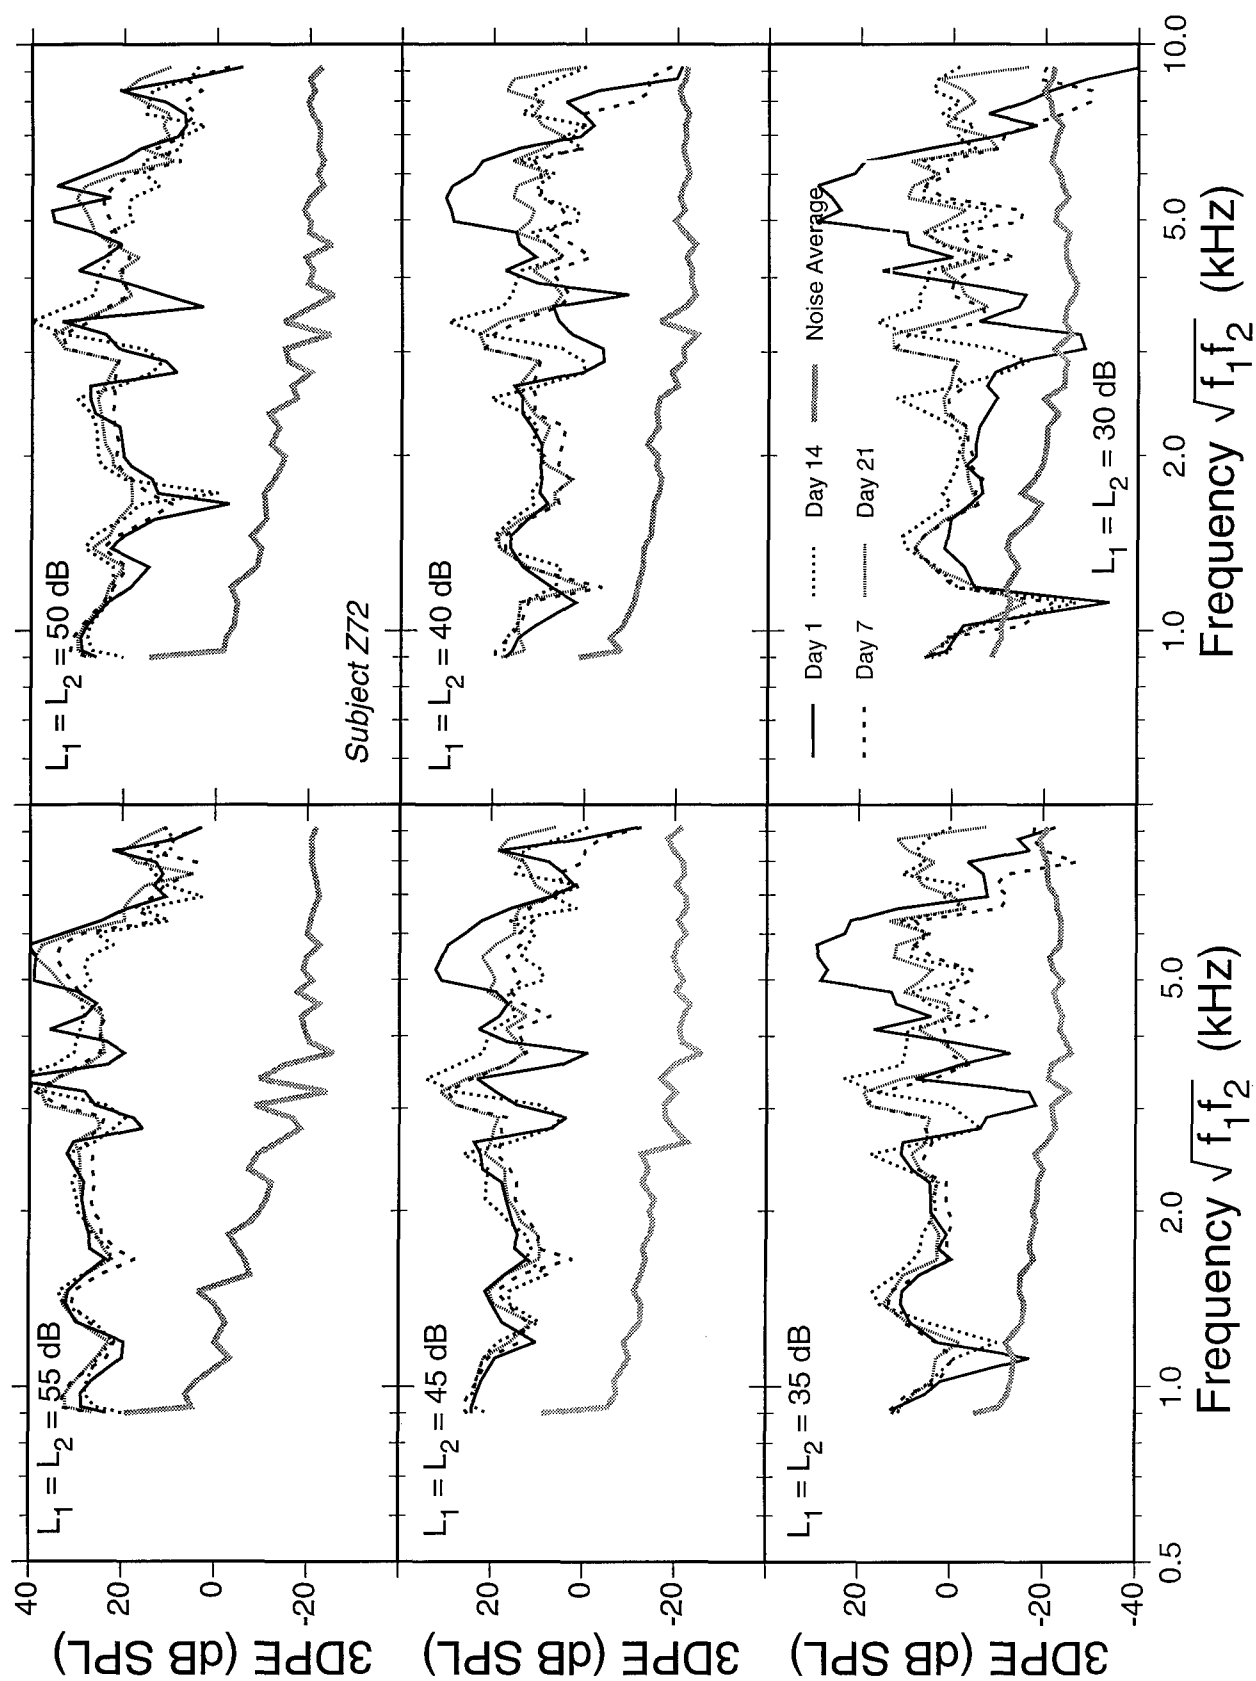 L1 = L2 = 55 dB
L1 = L2 = 50 dB
Subject Z72
40
20
0
-20
3DPE (dB SPL)
L1 = L2 = 45 dB
L1 = L2 = 40 dB
20
0
-20
3DPE (dB SPL)
L1 = L2 = 35 dB
Day 1
Day 14
Noise Average
Day 7
Day 21
L1 = L2 = 30 dB
20
0
-20
-40
3DPE (dB SPL)
0.5
1.0
2.0
5.0
1.0
2.0
5.0
10.0
Frequency √f1f2 (kHz)
Frequency √f1f2 (kHz)